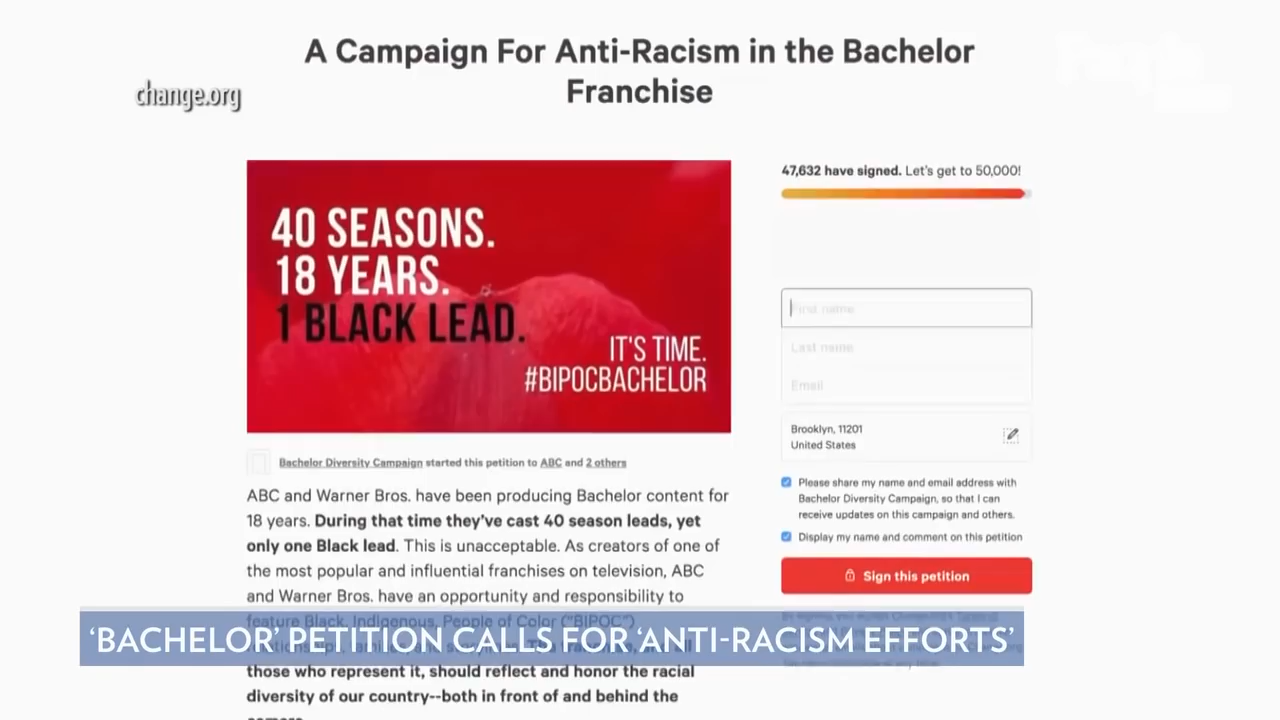 A Campaign For Anti-Racism in the Bachelor
Franchise
change.org
40 SEASONS.
18 YEARS.
1 BLACK LEAD.
IT'S TIME.
#BIPOCBACHELOR
47,632 have signed. Let's get to 50,000!
First name
Last name
Email
Brooklyn, 11201
United States
Please share my name and email address with
Bachelor Diversity Campaign, so that I can
receive updates on this campaign and others.
Display my name and comment on this petition
Sign this petition
Bachelor Diversity Campaign started this petition to ABC and 2 others
ABC and Warner Bros. have been producing Bachelor content for
18 years. During that time they've cast 40 season leads, yet
only one Black lead. This is unacceptable. As creators of one of
the most popular and influential franchises on television, ABC
and Warner Bros. have an opportunity and responsibility to
feature Black, Indigenous, People of Color ("BIPOC")
those who represent it, should reflect and honor the racial
diversity of our country--both in front of and behind the
‘BACHELOR’ PETITION CALLS FOR ‘ANTI-RACISM EFFORTS’